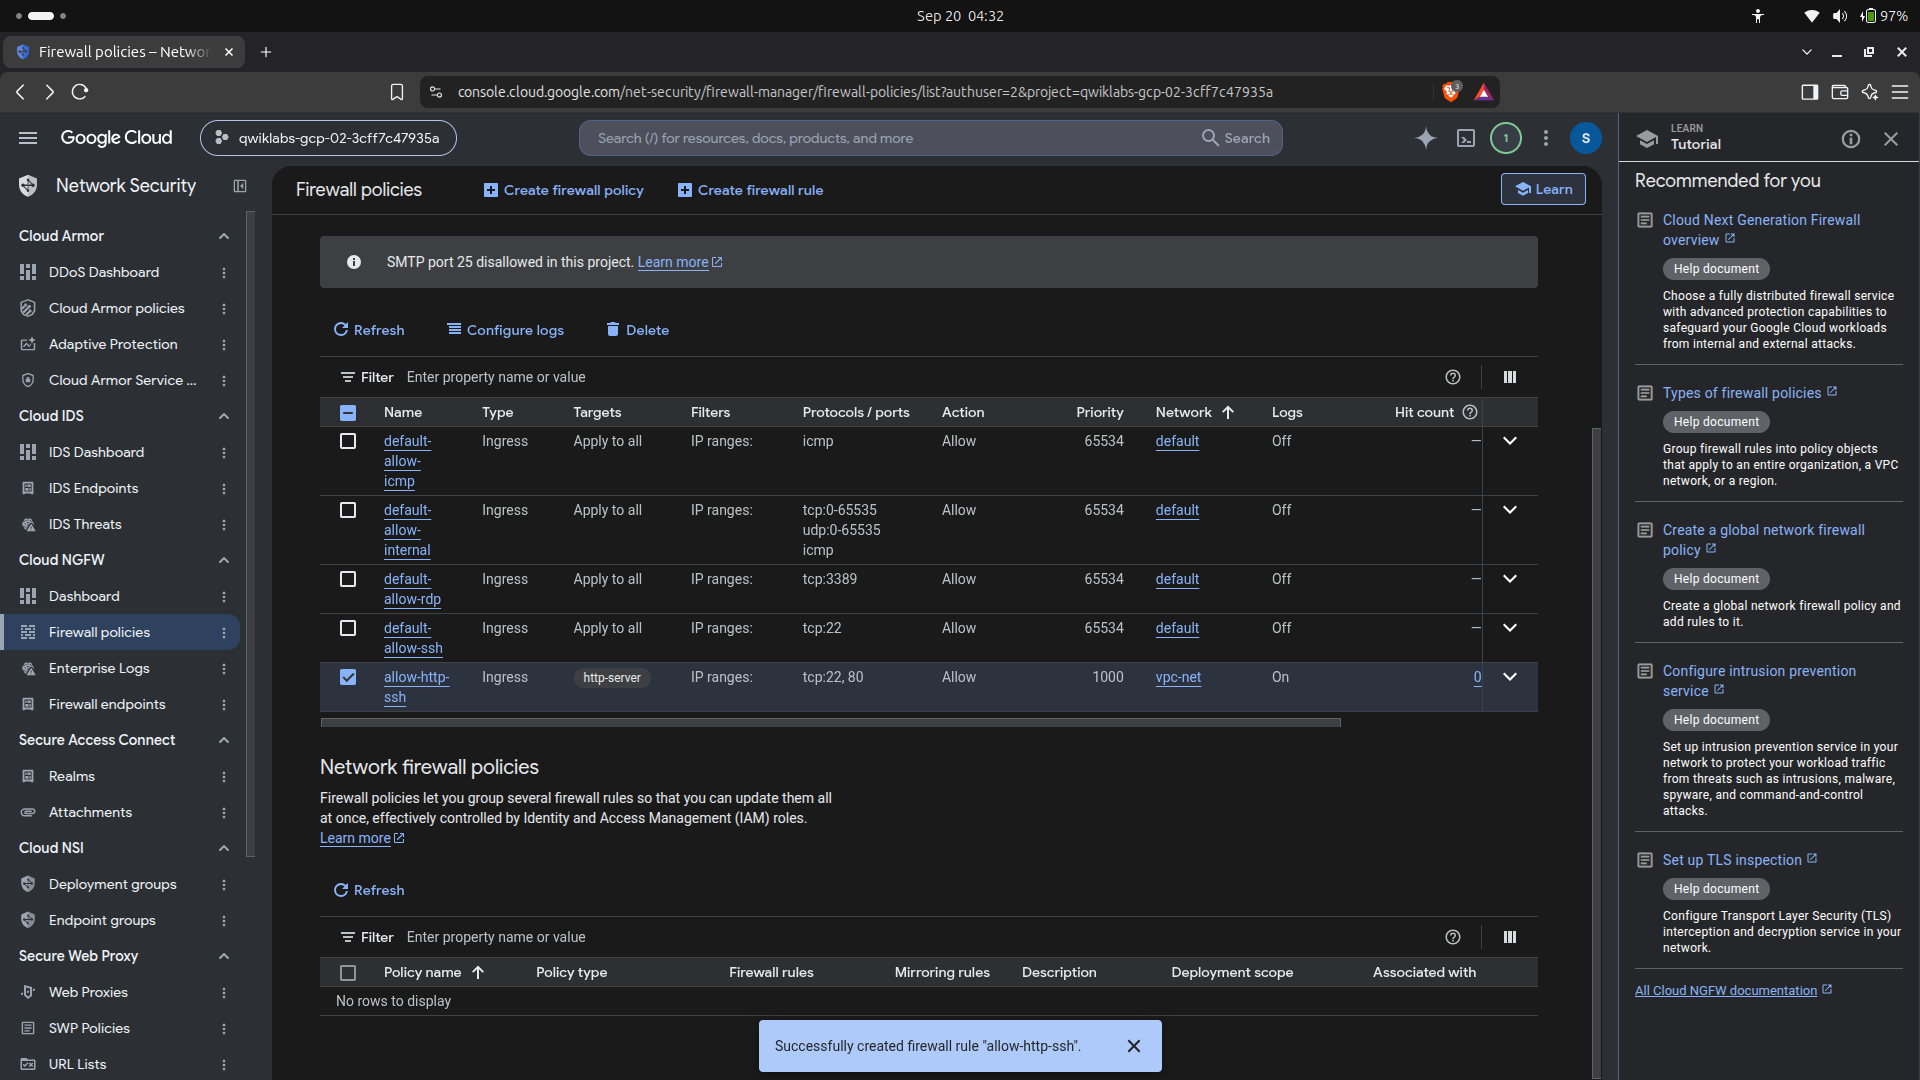 Sep 20 04:32
97%
Firewall policies – Networ
console.cloud.google.com/net-security/firewall-manager/firewall-policies/list?authuser=2&project=qwiklabs-gcp-02-3cff7c47935a
3
Google Cloud
qwiklabs-gcp-02-3cff7c47935a
Search (/) for resources, docs, products, and more
Search
1
S
LEARN
Tutorial
Network Security
Cloud Armor
DDoS Dashboard
Cloud Armor policies
Adaptive Protection
Cloud Armor Service ...
Cloud IDS
IDS Dashboard
IDS Endpoints
IDS Threats
Cloud NGFW
Dashboard
Firewall policies
Enterprise Logs
Firewall endpoints
Secure Access Connect
Realms
Attachments
Cloud NSI
Deployment groups
Endpoint groups
Secure Web Proxy
Web Proxies
SWP Policies
URL Lists
Firewall policies
Create firewall policy
Create firewall rule
Learn
SMTP port 25 disallowed in this project. Learn more
Refresh
Configure logs
Delete
Filter Enter property name or value
Name Type Targets Filters Protocols / ports Action Priority Network Logs Hit count
default- Ingress Apply to all IP ranges: icmp Allow 65534 default Off –
allow-
icmp
default- Ingress Apply to all IP ranges: tcp:0-65535 Allow 65534 default Off –
allow- udp:0-65535
internal icmp
default- Ingress Apply to all IP ranges: tcp:3389 Allow 65534 default Off –
allow-rdp
default- Ingress Apply to all IP ranges: tcp:22 Allow 65534 default Off –
allow-ssh
allow-http- Ingress http-server IP ranges: tcp:22, 80 Allow 1000 vpc-net On 0
ssh
Network firewall policies
Firewall policies let you group several firewall rules so that you can update them all
at once, effectively controlled by Identity and Access Management (IAM) roles.
Learn more
Refresh
Filter Enter property name or value
Policy name Policy type Firewall rules Mirroring rules Description Deployment scope Associated with
No rows to display
Successfully created firewall rule "allow-http-ssh".
Recommended for you
Cloud Next Generation Firewall
overview
Help document
Choose a fully distributed firewall service
with advanced protection capabilities to
safeguard your Google Cloud workloads
from internal and external attacks.
Types of firewall policies
Help document
Group firewall rules into policy objects
that apply to an entire organization, a VPC
network, or a region.
Create a global network firewall
policy
Help document
Create a global network firewall policy and
add rules to it.
Configure intrusion prevention
service
Help document
Set up intrusion prevention service in your
network to protect your workload traffic
from threats such as intrusions, malware,
spyware, and command-and-control
attacks.
Set up TLS inspection
Help document
Configure Transport Layer Security (TLS)
interception and decryption service in your
network.
All Cloud NGFW documentation